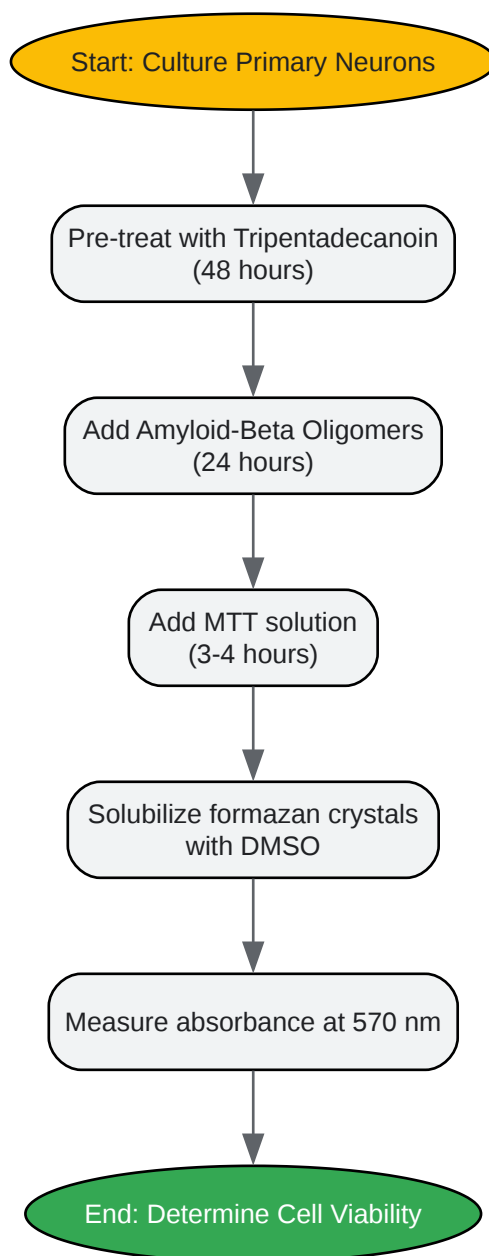 Start: Culture Primary Neurons
Pre-treat with Tripentadecanoin
(48 hours)
Add Amyloid-Beta Oligomers
(24 hours)
Add MTT solution
(3-4 hours)
Solubilize formazan crystals
with DMSO
Measure absorbance at 570 nm
End: Determine Cell Viability